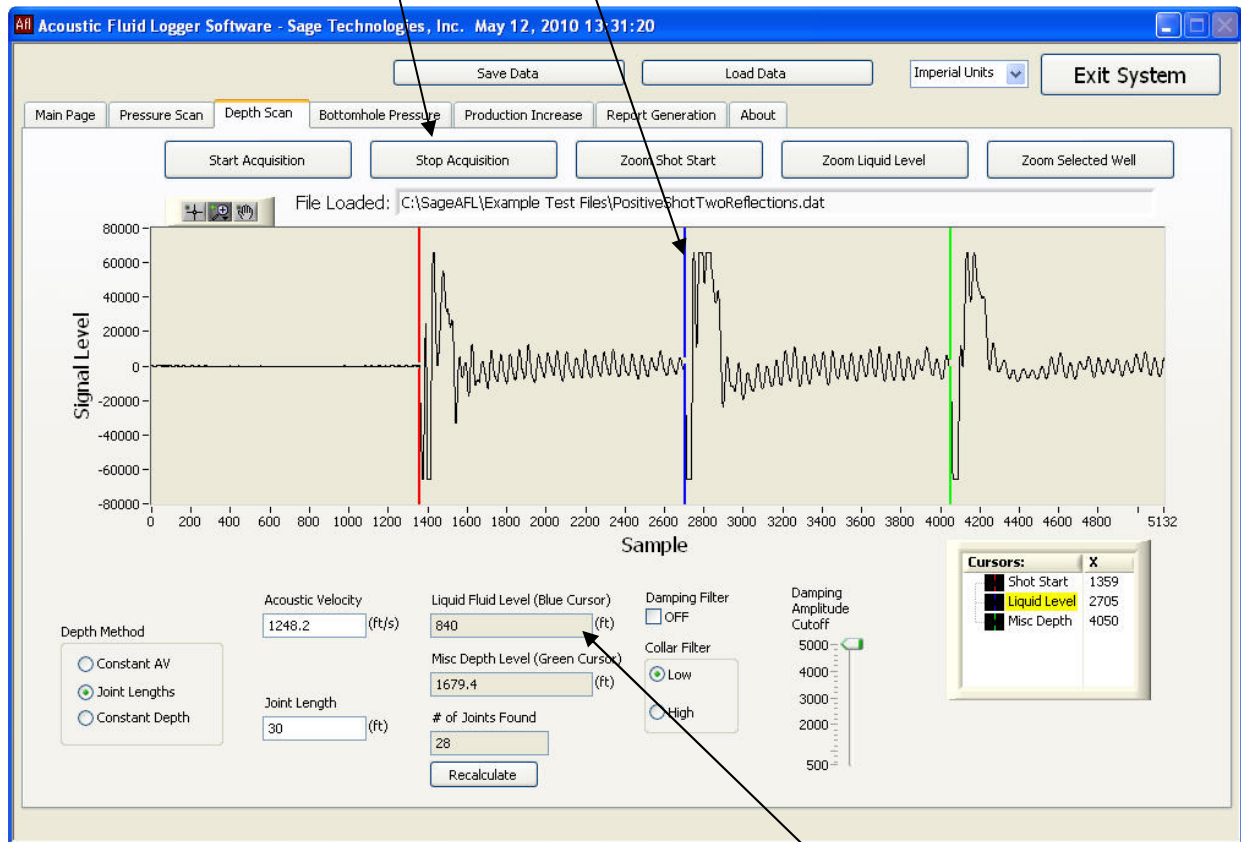 Afl Acoustic Fluid Logger Software - Sage Technologies, Inc. May 12, 2010 13:31:20
Save Data
Load Data
Imperial Units
Exit System
Main Page
Pressure Scan
Depth Scan
Bottomhole Pressure
Production Increase
Report Generation
About
Start Acquisition
Stop Acquisition
Zoom Shot Start
Zoom Liquid Level
Zoom Selected Well
File Loaded: C:\SageAFL\Example Test Files\PositiveShotTwoReflections.dat
Signal Level
80000
60000
40000
20000
0
-20000
-40000
-60000
-80000
0 200 400 600 800 1000 1200 1400 1600 1800 2000 2200 2400 2600 2800 3000 3200 3400 3600 3800 4000 4200 4400 4600 4800 5132
Sample
Cursors: X
Shot Start 1359
Liquid Level 2705
Misc Depth 4050
Depth Method
Constant AV
Joint Lengths
Constant Depth
Acoustic Velocity
1248.2 (ft/s)
Joint Length
30 (ft)
Liquid Fluid Level (Blue Cursor)
840 (ft)
Misc Depth Level (Green Cursor)
1679.4 (ft)
# of Joints Found
28
Recalculate
Damping Filter
OFF
Collar Filter
Low
High
Damping
Amplitude
Cutoff
5000
4000
3000
2000
500